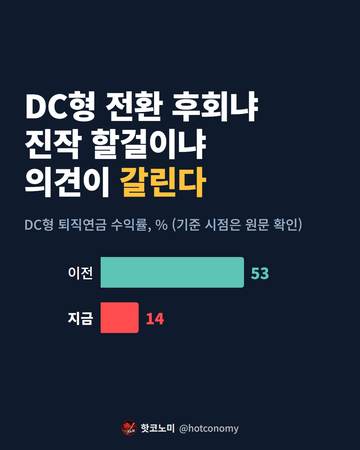 DC형 전환 후회냐
진작 할걸이냐
의견이 갈린다
DC형 퇴직연금 수익률, % (기준 시점은 원문 확인)
이전 53
지금 14
핫코노미 @hotconomy